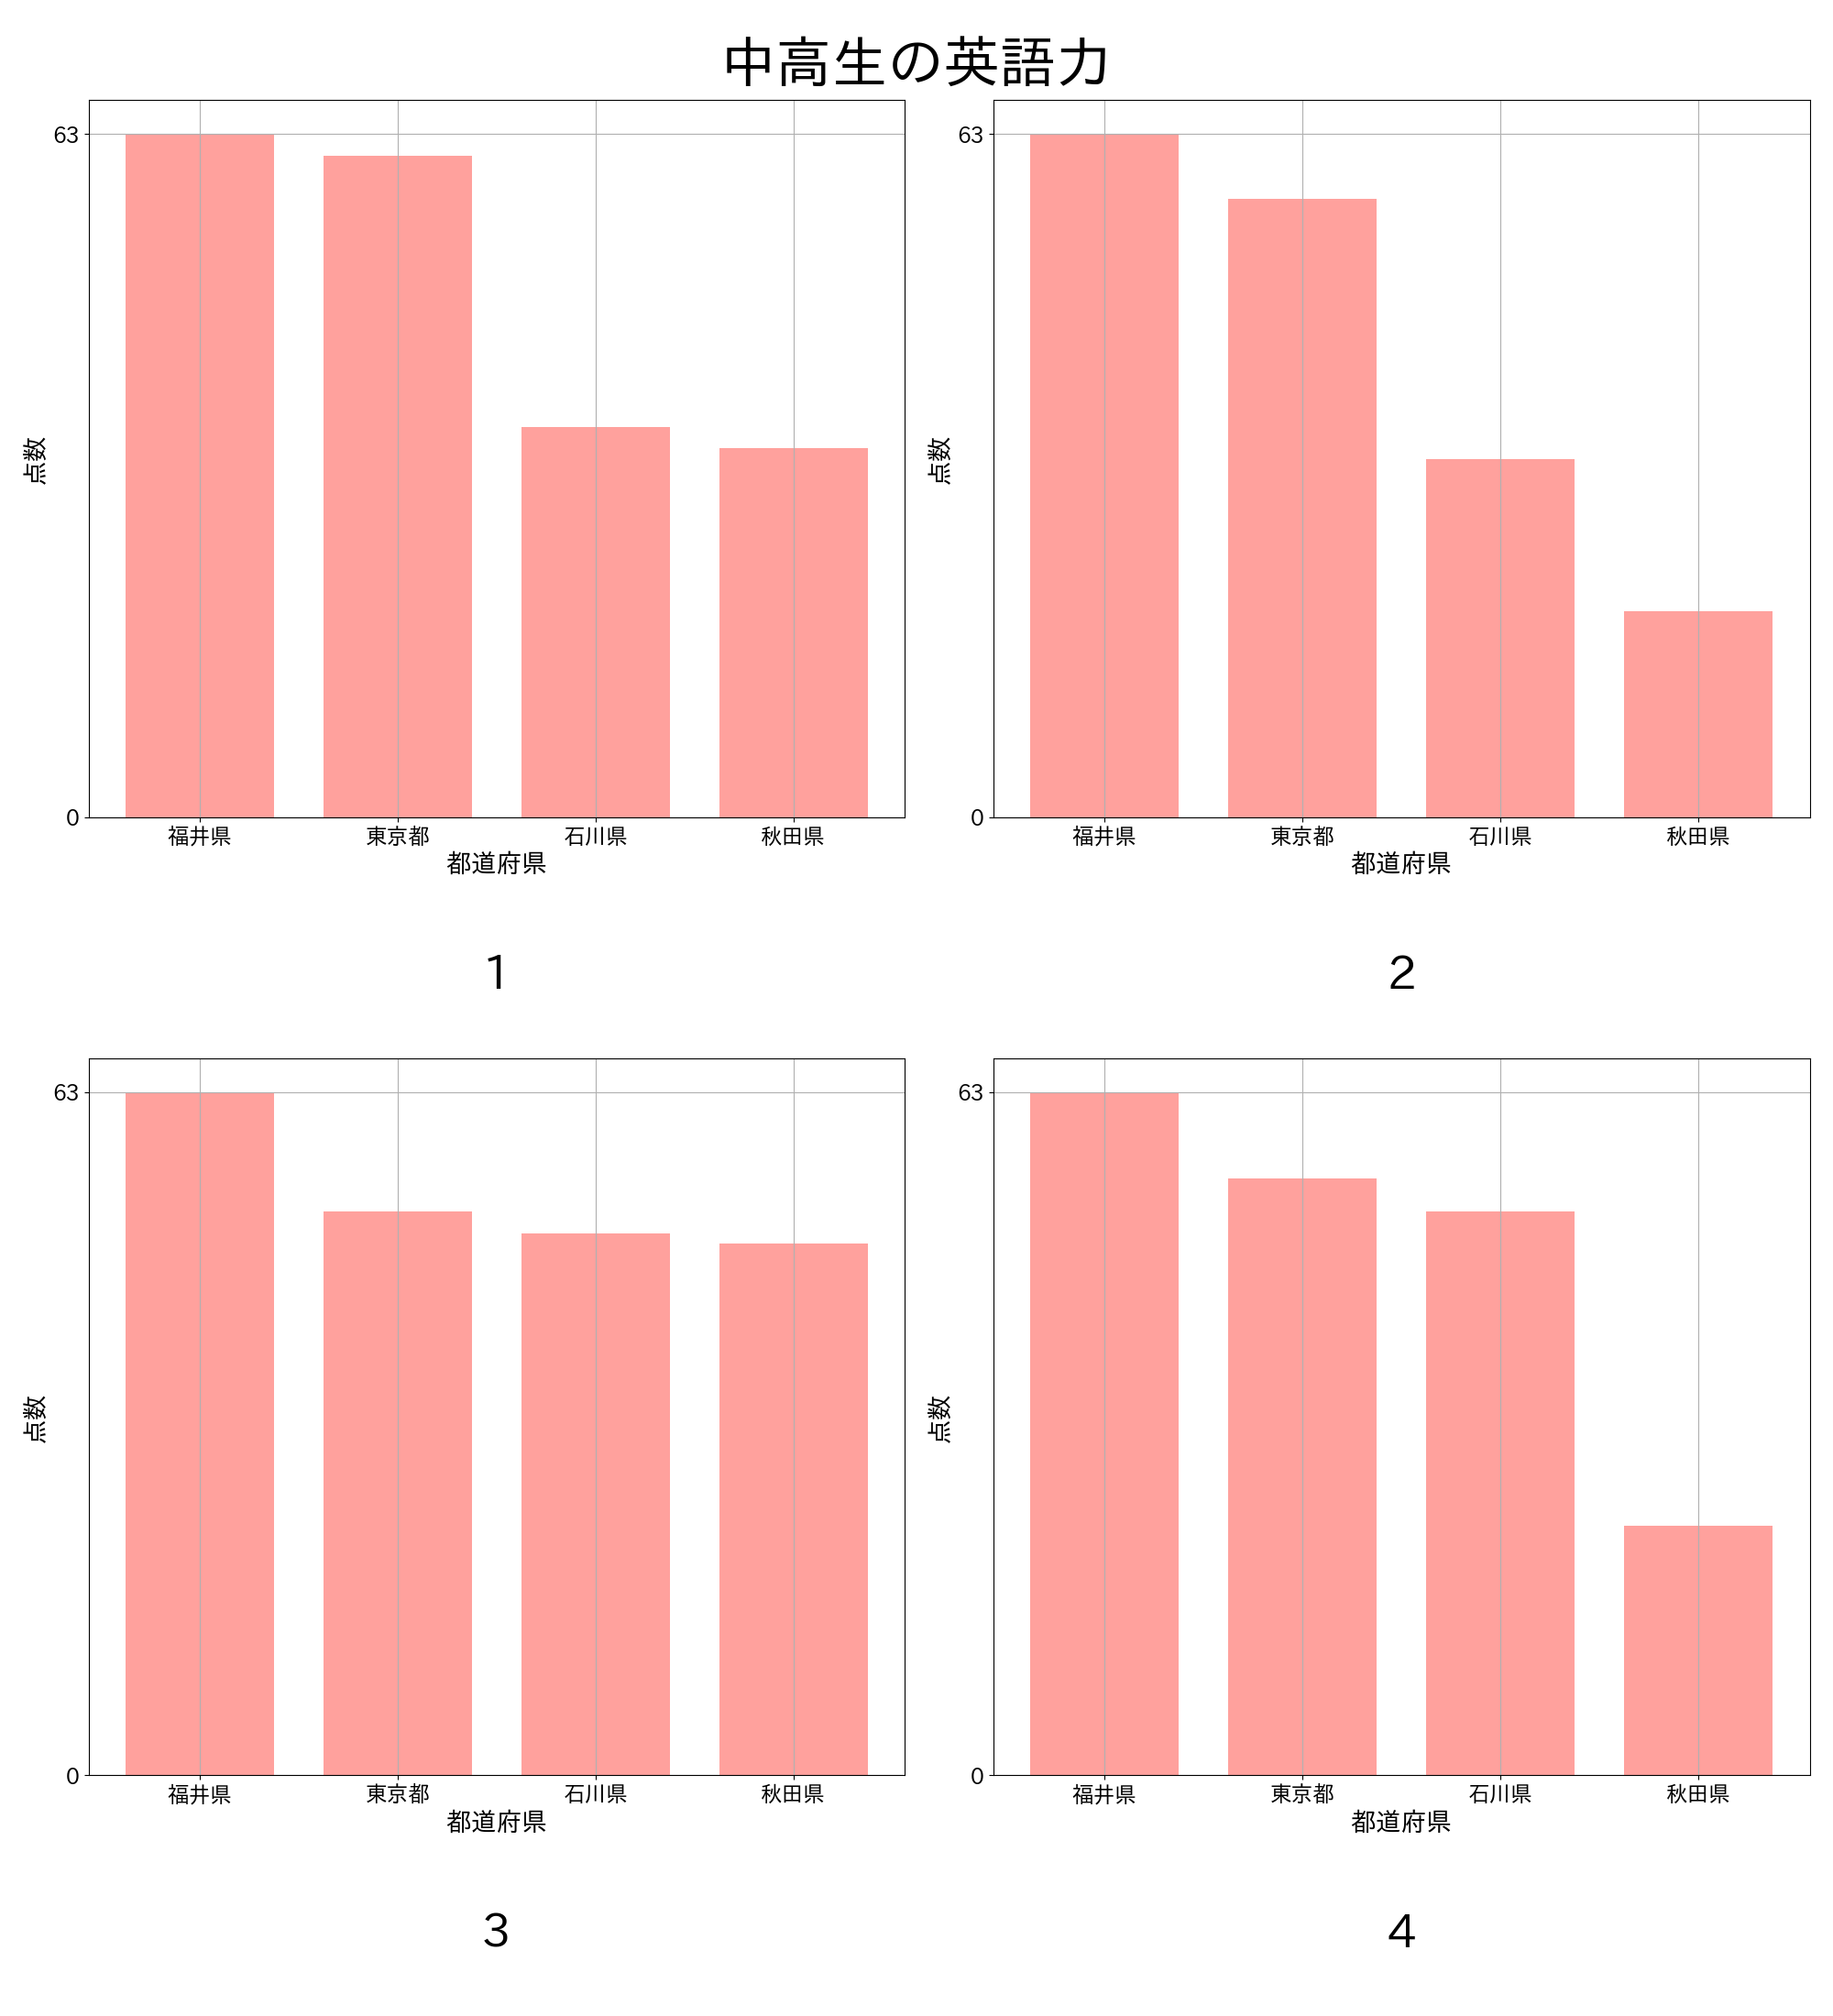 中高生の英語力
63
0
点数
福井県 東京都 石川県 秋田県
都道府県
1
63
0
点数
福井県 東京都 石川県 秋田県
都道府県
2
63
0
点数
福井県 東京都 石川県 秋田県
都道府県
3
63
0
点数
福井県 東京都 石川県 秋田県
都道府県
4